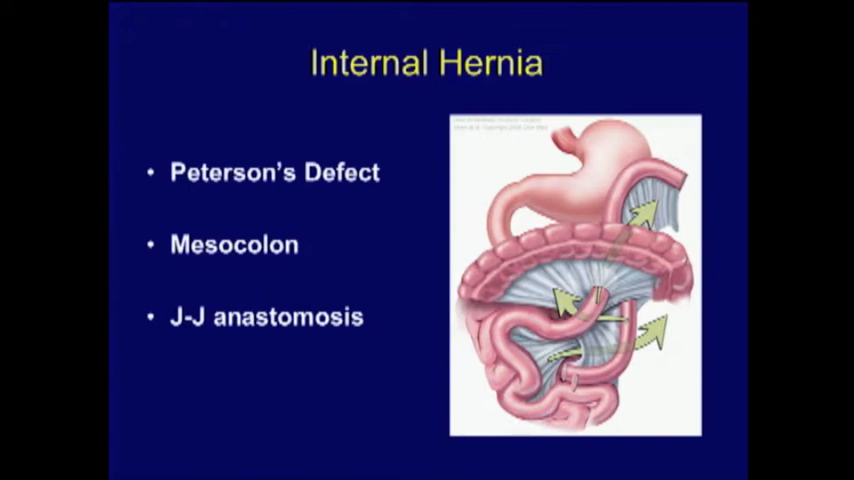 Internal Hernia
• Peterson's Defect
• Mesocolon
• J-J anastomosis